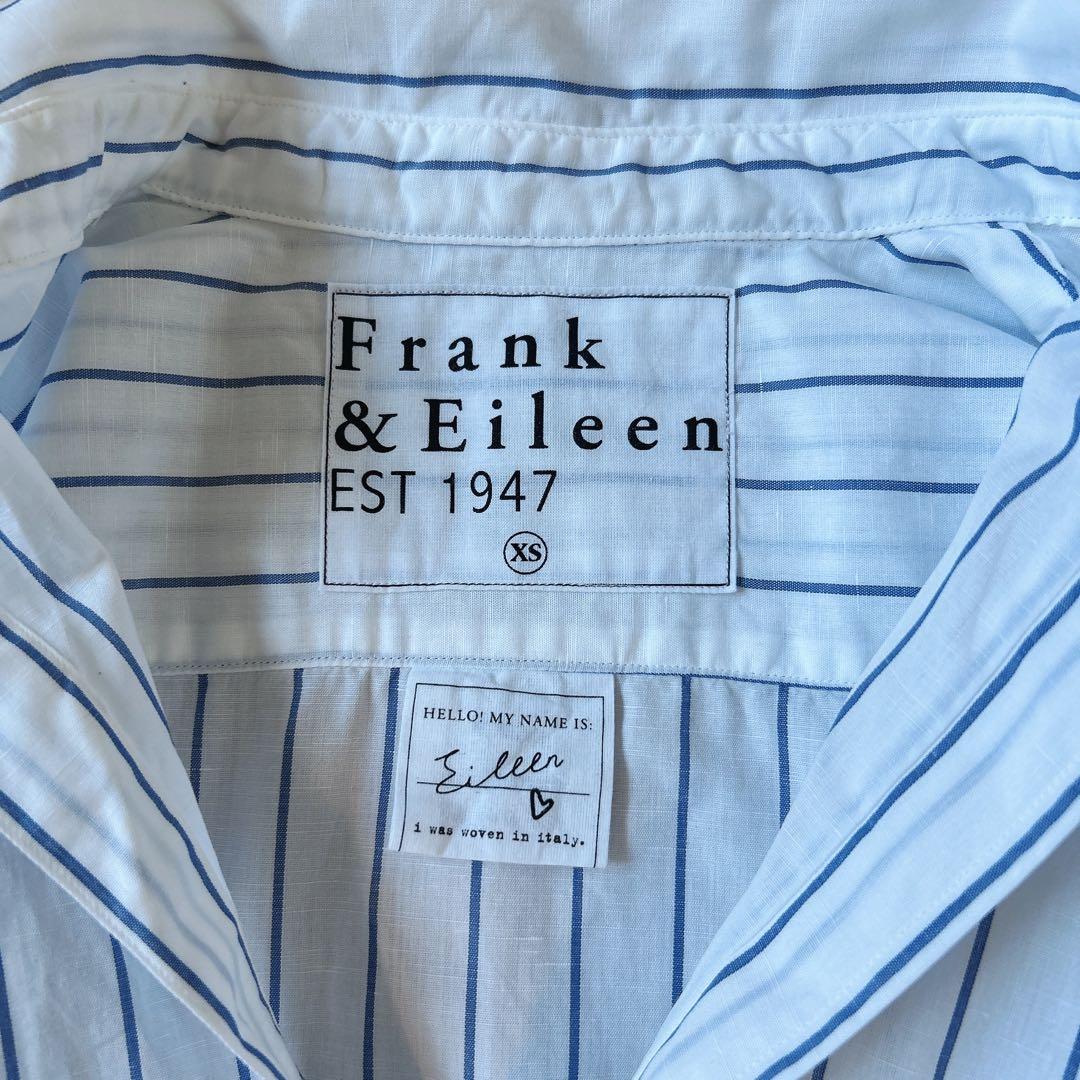 Frank
& Eileen
EST 1947
XS
HELLO! MY NAME IS:
Eileen
i was woven in italy.